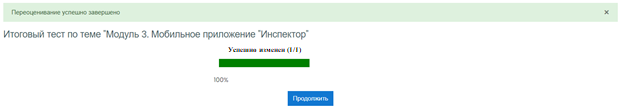 Переоценивание успешно завершено ×
Итоговый тест по теме "Модуль 3. Мобильное приложение "Инспектор"
Успешно изменен (1/1)
100%
Продолжить